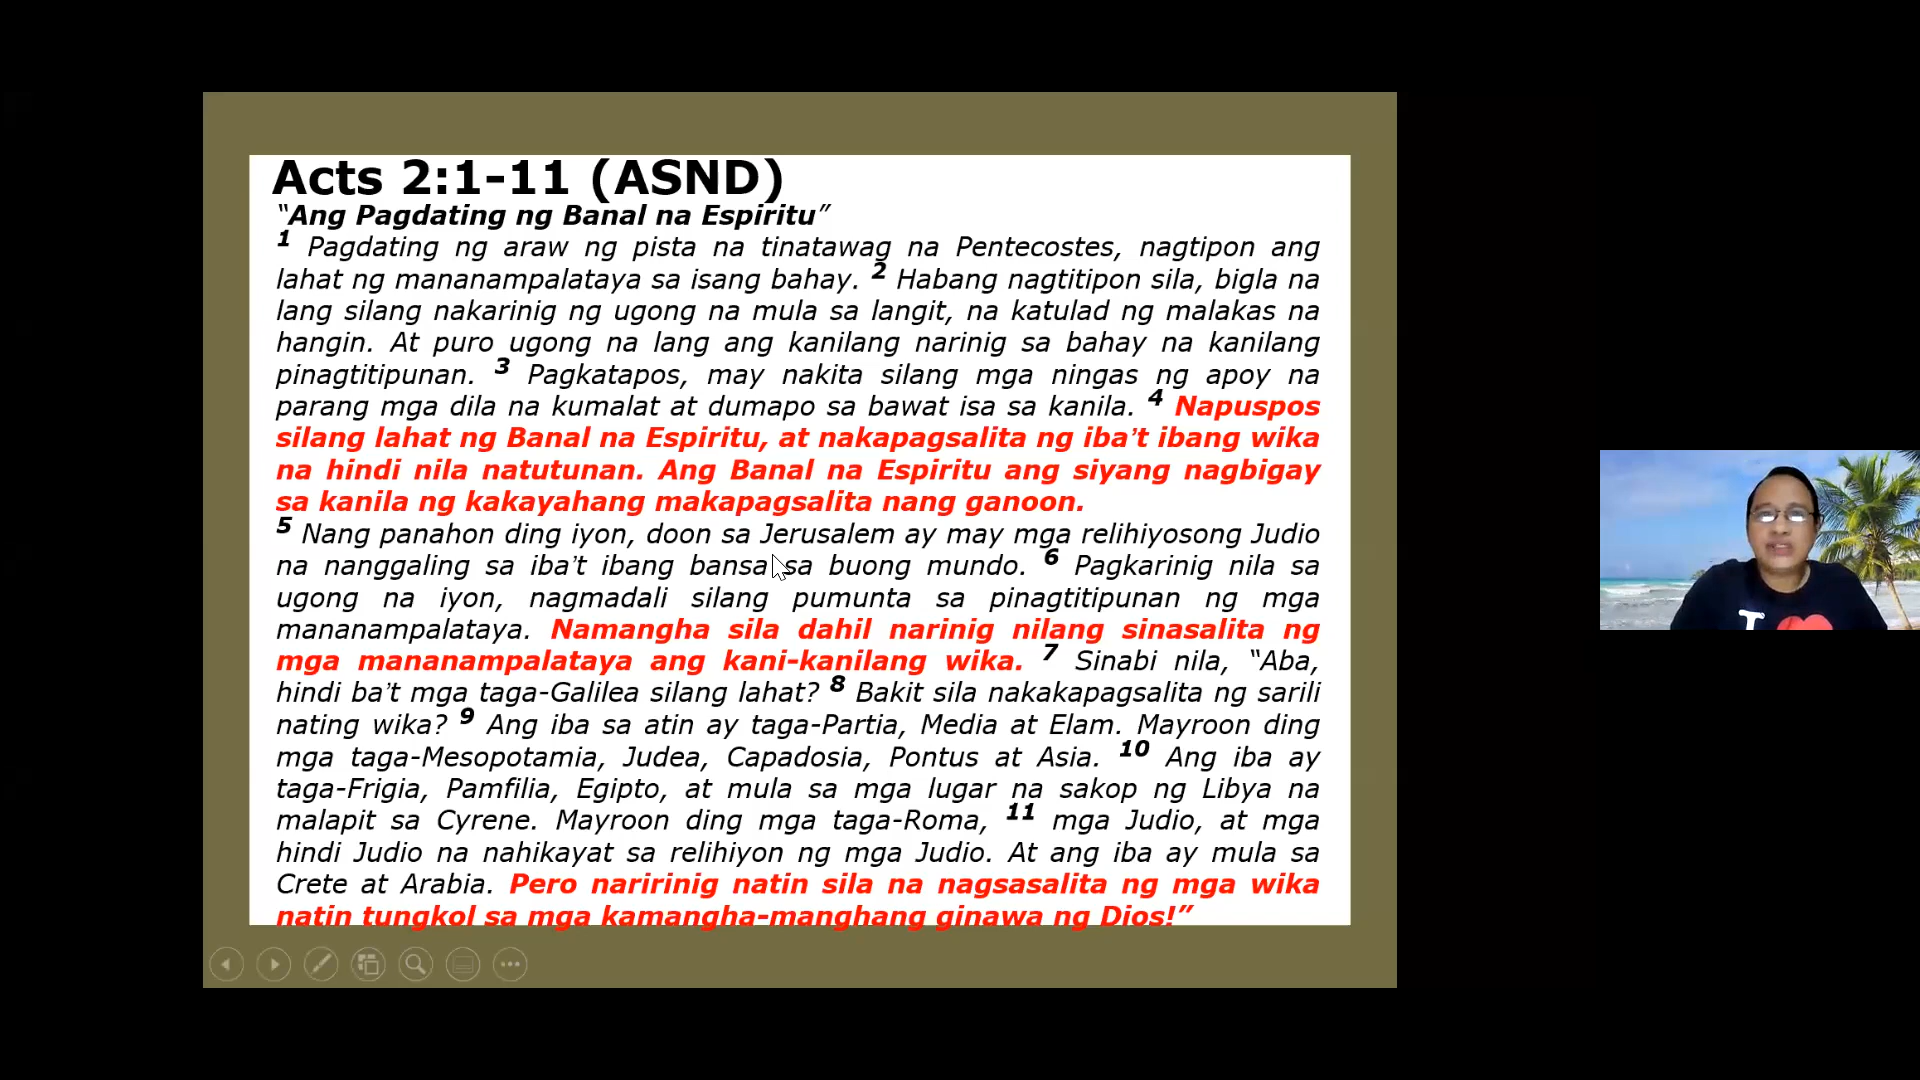 Acts 2:1-11 (ASND)
“Ang Pagdating ng Banal na Espiritu”
1 Pagdating ng araw ng pista na tinatawag na Pentecostes, nagtipon ang
lahat ng mananampalataya sa isang bahay. 2 Habang nagtitipon sila, bigla na
lang silang nakarinig ng ugong na mula sa langit, na katulad ng malakas na
hangin. At puro ugong na lang ang kanilang narinig sa bahay na kanilang
pinagtitipunan. 3 Pagkatapos, may nakita silang mga ningas ng apoy na
parang mga dila na kumalat at dumapo sa bawat isa sa kanila. 4 Napuspos
silang lahat ng Banal na Espiritu, at nakapagsalita ng iba’t ibang wika
na hindi nila natutunan. Ang Banal na Espiritu ang siyang nagbigay
sa kanila ng kakayahang makapagsalita nang ganoon.
5 Nang panahon ding iyon, doon sa Jerusalem ay may mga relihiyosong Judio
na nanggaling sa iba’t ibang bansa sa buong mundo. 6 Pagkarinig nila sa
ugong na iyon, nagmadali silang pumunta sa pinagtitipunan ng mga
mananampalataya. Namangha sila dahil narinig nilang sinasalita ng
mga mananampalataya ang kani-kanilang wika. 7 Sinabi nila, “Aba,
hindi ba’t mga taga-Galilea silang lahat? 8 Bakit sila nakakapagsalita ng sarili
nating wika? 9 Ang iba sa atin ay taga-Partia, Media at Elam. Mayroon ding
mga taga-Mesopotamia, Judea, Capadosia, Pontus at Asia. 10 Ang iba ay
taga-Frigia, Pamfilia, Egipto, at mula sa mga lugar na sakop ng Libya na
malapit sa Cyrene. Mayroon ding mga taga-Roma, 11 mga Judio, at mga
hindi Judio na nahikayat sa relihiyon ng mga Judio. At ang iba ay mula sa
Crete at Arabia. Pero naririnig natin sila na nagsasalita ng mga wika
natin tungkol sa mga kamangha-manghang ginawa ng Dios!”
I